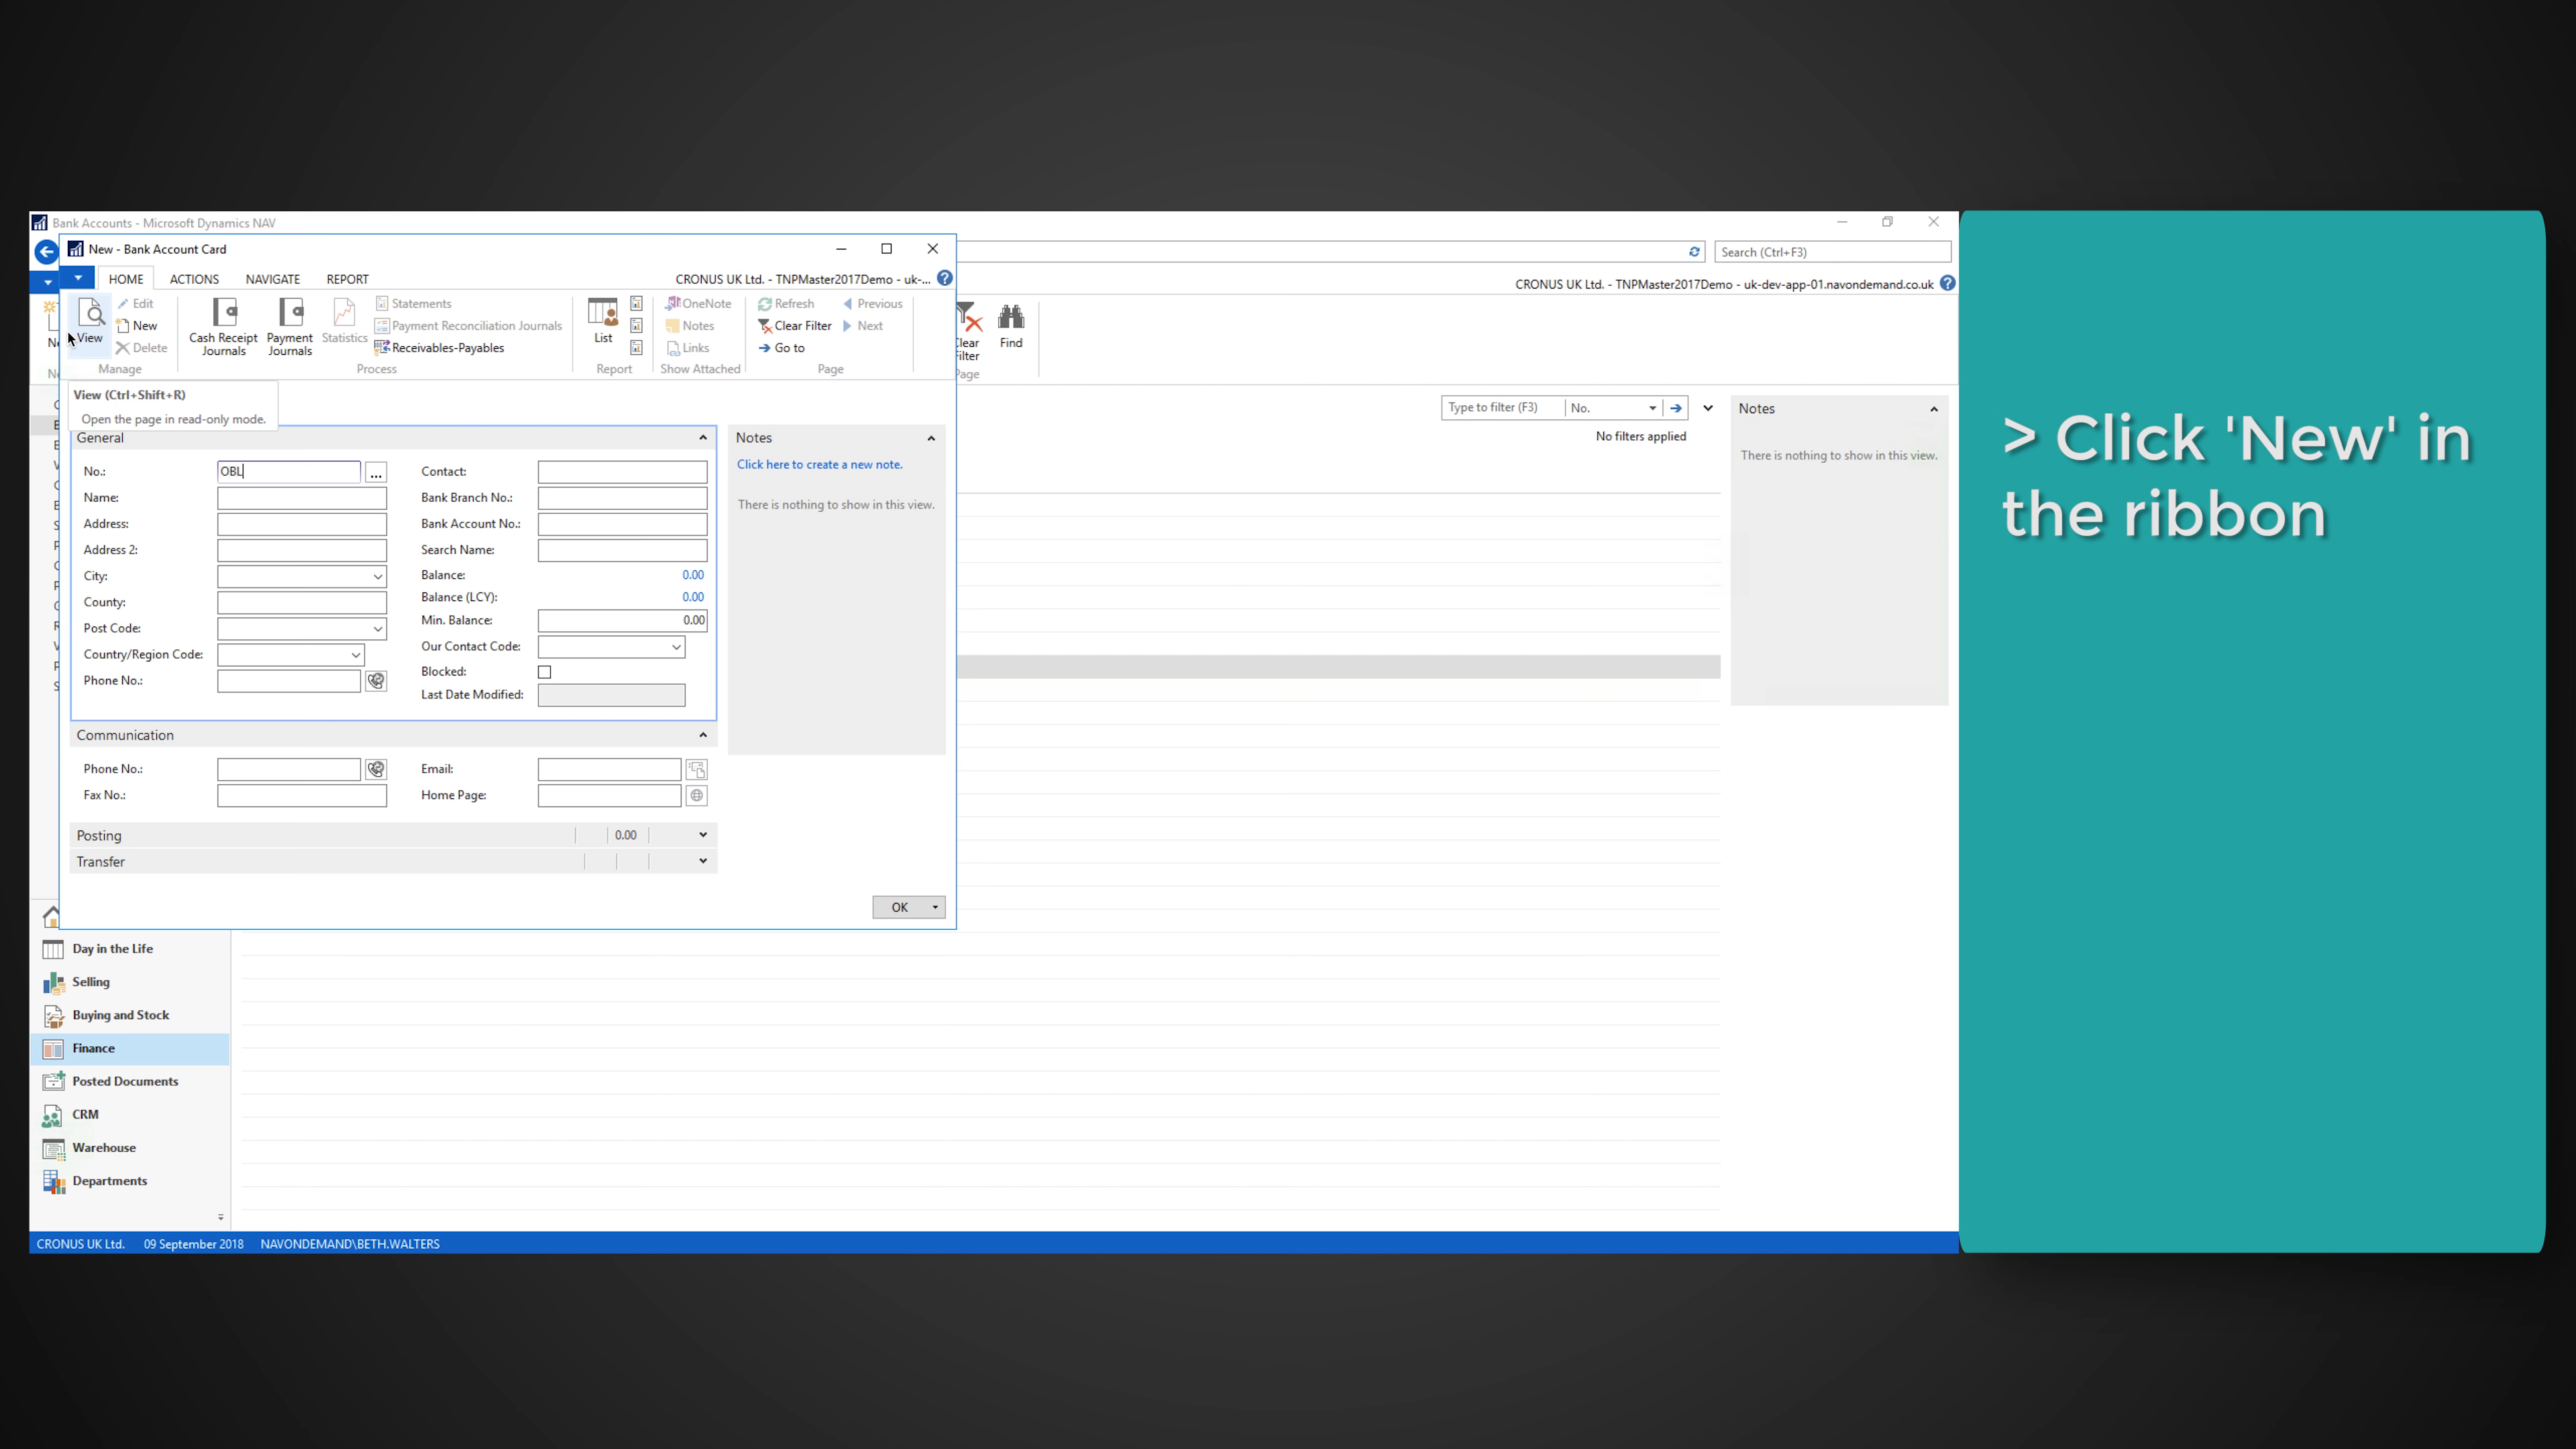 Bank Accounts - Microsoft Dynamics NAV
New - Bank Account Card
Search (Ctrl+F3)
HOME ACTIONS NAVIGATE REPORT
CRONUS UK Ltd. - TNPMaster2017Demo - uk-...
CRONUS UK Ltd. - TNPMaster2017Demo - uk-dev-app-01.navondemand.co.uk
View
Edit
New
Delete
Manage
Cash Receipt Journals
Payment Journals
Statistics
Statements
Payment Reconciliation Journals
Receivables-Payables
Process
List
Report
OneNote
Notes
Links
Show Attached
Refresh
Clear Filter
Go to
Previous
Next
Page
Find
View (Ctrl+Shift+R)
Open the page in read-only mode.
General
No.: OBL ...
Name:
Address:
Address 2:
City:
County:
Post Code:
Country/Region Code:
Phone No.:
Contact:
Bank Branch No.:
Bank Account No.:
Search Name:
Balance: 0.00
Balance (LCY): 0.00
Min. Balance: 0.00
Our Contact Code:
Blocked:
Last Date Modified:
Notes
Click here to create a new note.
There is nothing to show in this view.
Communication
Phone No.:
Fax No.:
Email:
Home Page:
Posting 0.00
Transfer
OK
Type to filter (F3) No.
No filters applied
Notes
There is nothing to show in this view.
Day in the Life
Selling
Buying and Stock
Finance
Posted Documents
CRM
Warehouse
Departments
CRONUS UK Ltd. 09 September 2018 NAVONDEMAND\BETH.WALTERS
> Click 'New' in
the ribbon